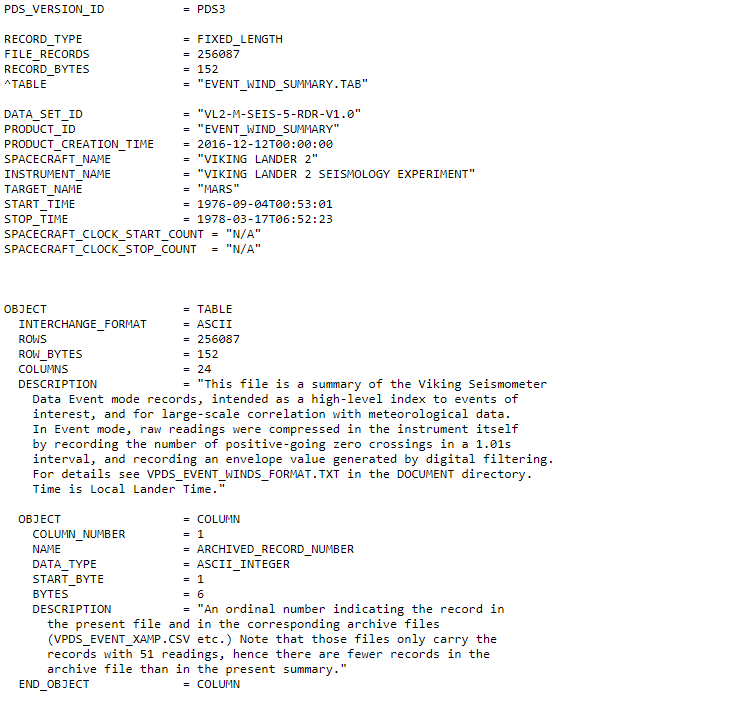 PDS_VERSION_ID           = PDS3
RECORD_TYPE              = FIXED_LENGTH
FILE_RECORDS             = 256087
RECORD_BYTES             = 152
^TABLE                   = "EVENT_WIND_SUMMARY.TAB"
DATA_SET_ID              = "VL2-M-SEIS-5-RDR-V1.0"
PRODUCT_ID               = "EVENT_WIND_SUMMARY"
PRODUCT_CREATION_TIME    = 2016-12-12T00:00:00
SPACECRAFT_NAME          = "VIKING LANDER 2"
INSTRUMENT_NAME          = "VIKING LANDER 2 SEISMOLOGY EXPERIMENT"
TARGET_NAME              = "MARS"
START_TIME               = 1976-09-04T00:53:01
STOP_TIME                = 1978-03-17T06:52:23
SPACECRAFT_CLOCK_START_COUNT = "N/A"
SPACECRAFT_CLOCK_STOP_COUNT  = "N/A"
OBJECT                   = TABLE
  INTERCHANGE_FORMAT     = ASCII
  ROWS                   = 256087
  ROW_BYTES              = 152
  COLUMNS                = 24
  DESCRIPTION            = "This file is a summary of the Viking Seismometer
    Data Event mode records, intended as a high-level index to events of
    interest, and for large-scale correlation with meteorological data.
    In Event mode, raw readings were compressed in the instrument itself
    by recording the number of positive-going zero crossings in a 1.01s
    interval, and recording an envelope value generated by digital filtering.
    For details see VPDS_EVENT_WINDS_FORMAT.TXT in the DOCUMENT directory.
    Time is Local Lander Time."
  OBJECT                 = COLUMN
    COLUMN_NUMBER        = 1
    NAME                 = ARCHIVED_RECORD_NUMBER
    DATA_TYPE            = ASCII_INTEGER
    START_BYTE           = 1
    BYTES                = 6
    DESCRIPTION          = "An ordinal number indicating the record in
      the present file and in the corresponding archive files
      (VPDS_EVENT_XAMP.CSV etc.) Note that those files only carry the
      records with 51 readings, hence there are fewer records in the
      archive file than in the present summary."
  END_OBJECT             = COLUMN